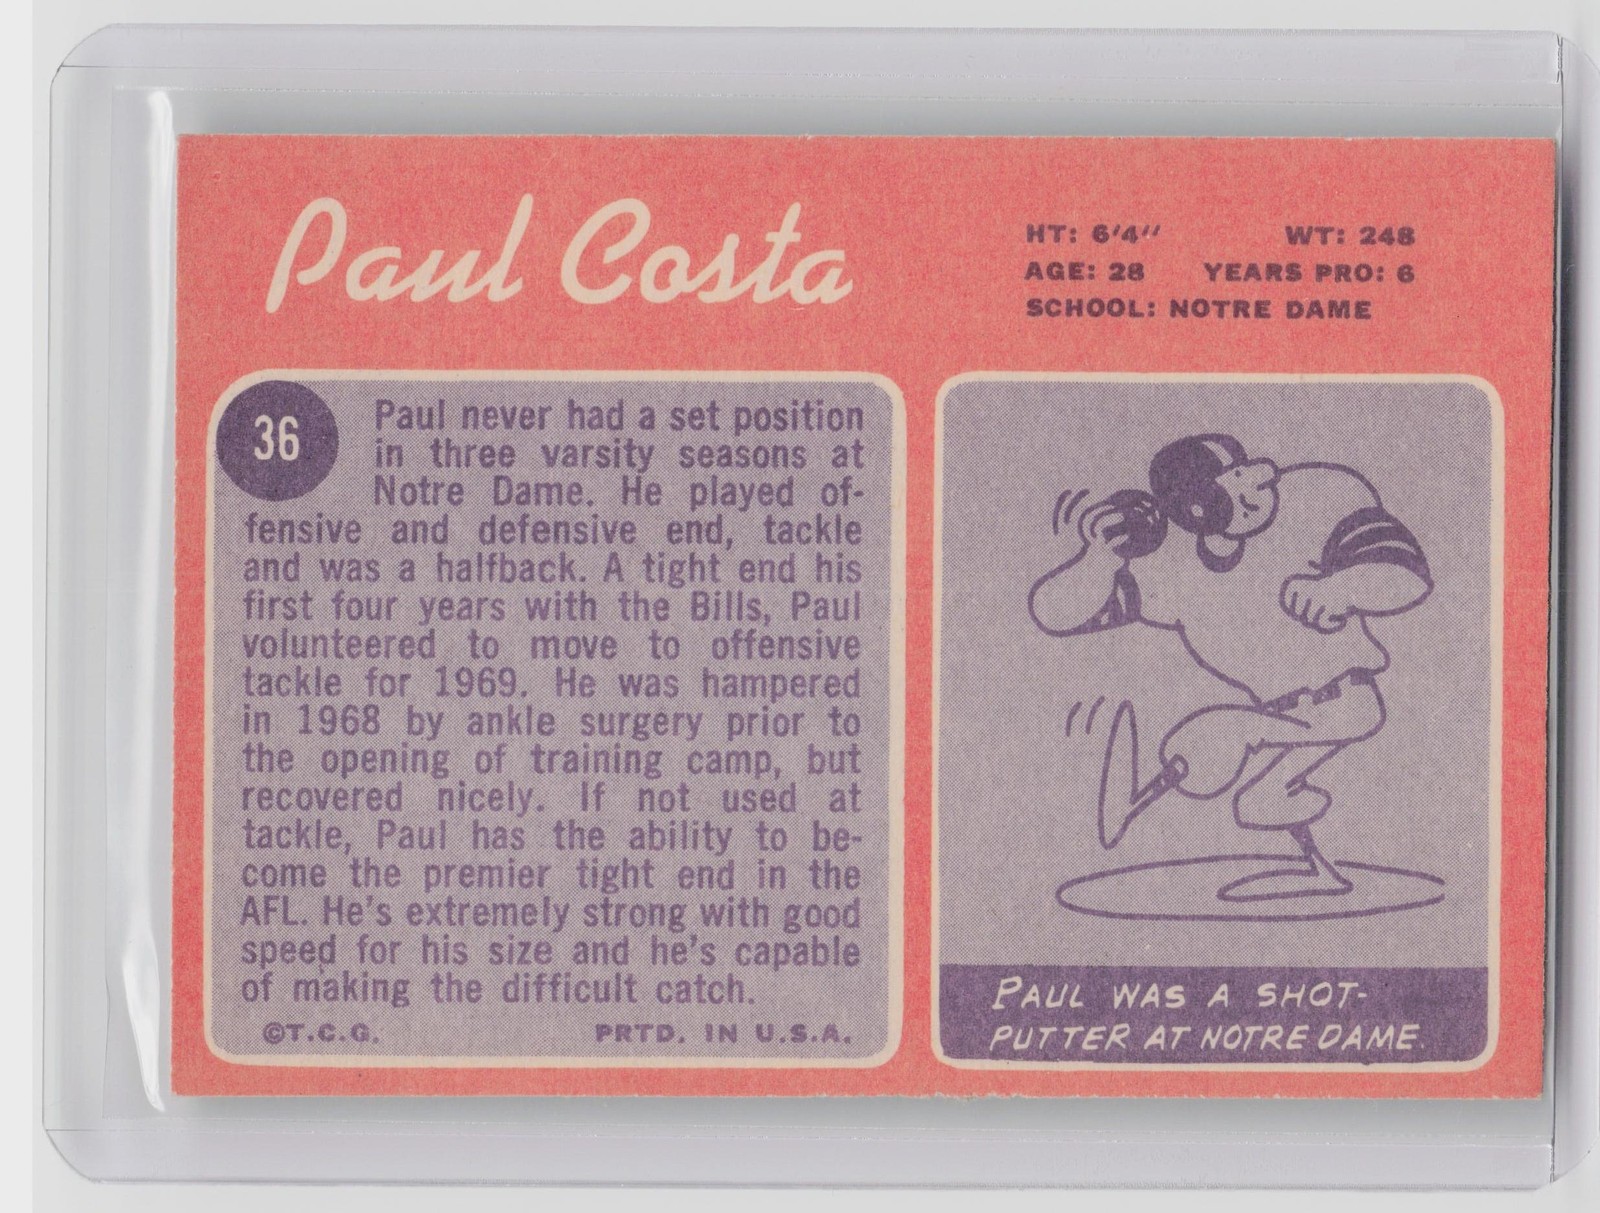 Paul Costa
HT: 6'4" WT: 248
AGE: 28 YEARS PRO: 6
SCHOOL: NOTRE DAME
36
Paul never had a set position
in three varsity seasons at
Notre Dame. He played of-
fensive and defensive end, tackle
and was a halfback. A tight end his
first four years with the Bills, Paul
volunteered to move to offensive
tackle for 1969. He was hampered
in 1968 by ankle surgery prior to
the opening of training camp, but
recovered nicely. If not used at
tackle, Paul has the ability to be-
come the premier tight end in the
AFL. He's extremely strong with good
speed for his size and he's capable
of making the difficult catch.
©T.C.G. PRTD. IN U.S.A.
PAUL WAS A SHOT-
PUTTER AT NOTRE DAME.